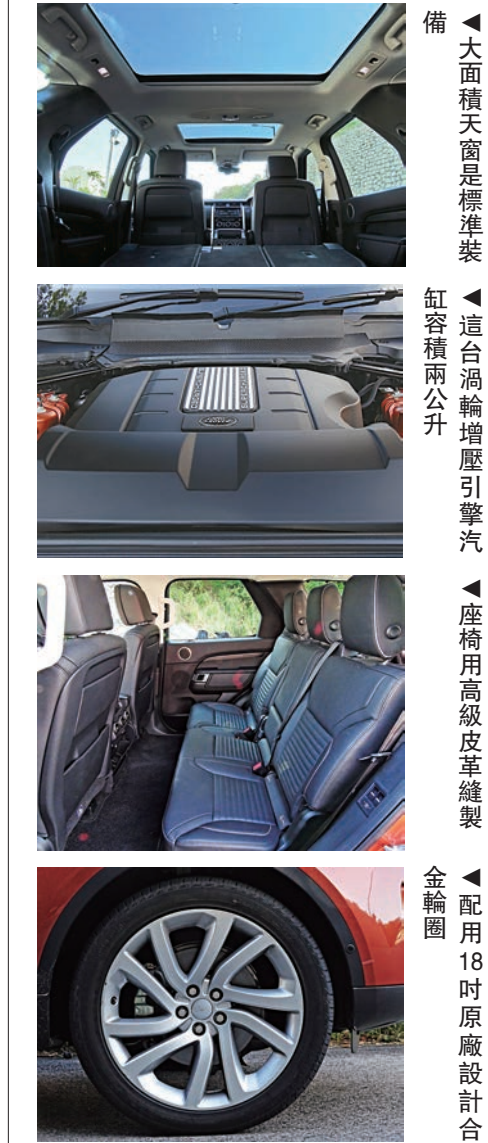 ◀大面積天窗是標準裝
備
◀這台渦輪增壓引擎汽
缸容積兩公升
◀座椅用高級皮革縫製
◀配用18吋原廠設計合
金輪圈